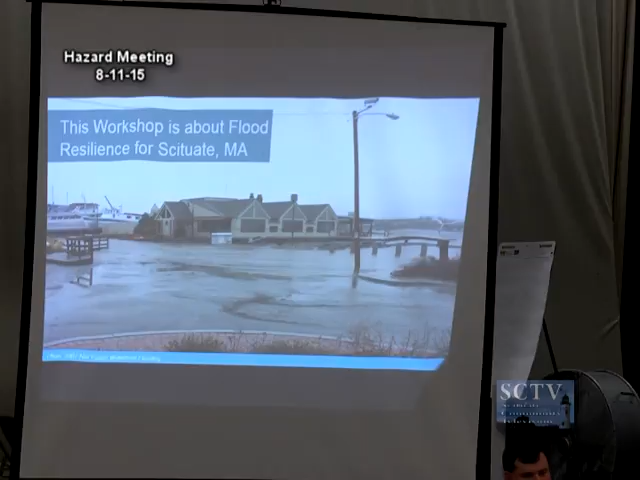 Hazard Meeting
8-11-15
This Workshop is about Flood
Resilience for Scituate, MA
SCTV